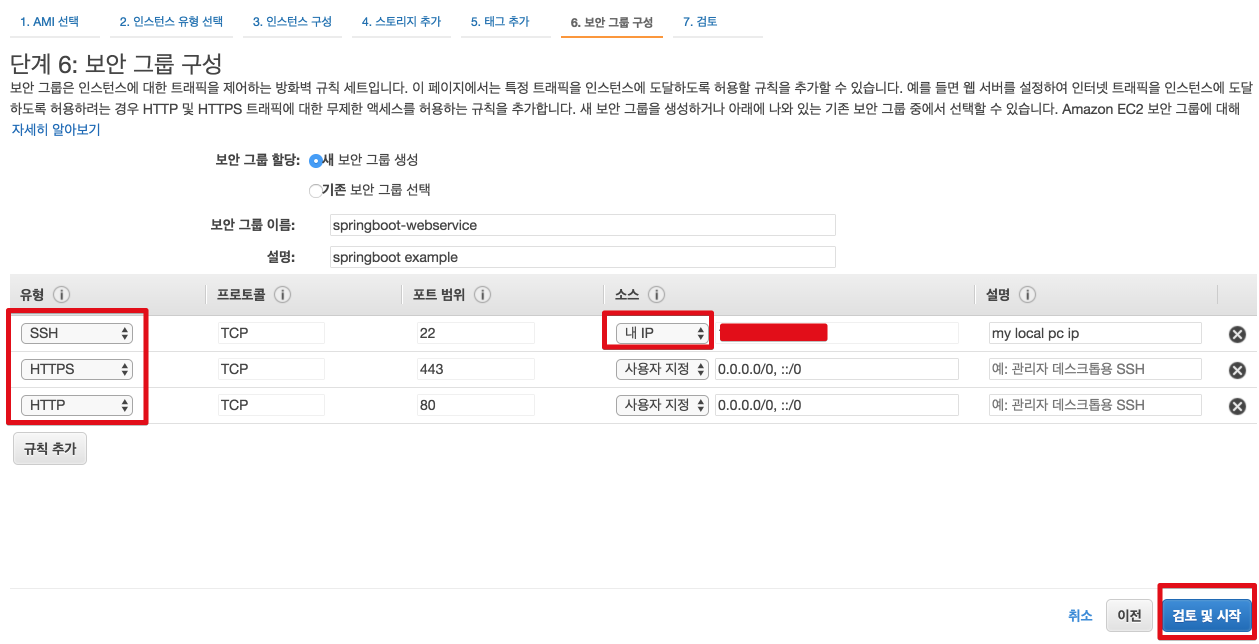 1. AMI 선택 2. 인스턴스 유형 선택 3. 인스턴스 구성 4. 스토리지 추가 5. 태그 추가 6. 보안 그룹 구성 7. 검토
단계 6: 보안 그룹 구성
보안 그룹은 인스턴스에 대한 트래픽을 제어하는 방화벽 규칙 세트입니다. 이 페이지에서는 특정 트래픽을 인스턴스에 도달하도록 허용할 규칙을 추가할 수 있습니다. 예를 들면 웹 서버를 설정하여 인터넷 트래픽을 인스턴스에 도달
하도록 허용하려는 경우 HTTP 및 HTTPS 트래픽에 대한 무제한 액세스를 허용하는 규칙을 추가합니다. 새 보안 그룹을 생성하거나 아래에 나와 있는 기존 보안 그룹 중에서 선택할 수 있습니다. Amazon EC2 보안 그룹에 대해
자세히 알아보기
보안 그룹 할당: 새 보안 그룹 생성
기존 보안 그룹 선택
보안 그룹 이름: springboot-webservice
설명: springboot example
유형 프로토콜 포트 범위 소스 설명
SSH TCP 22 내 IP my local pc ip
HTTPS TCP 443 사용자 지정 0.0.0.0/0, ::/0 예: 관리자 데스크톱용 SSH
HTTP TCP 80 사용자 지정 0.0.0.0/0, ::/0 예: 관리자 데스크톱용 SSH
규칙 추가
취소 이전 검토 및 시작